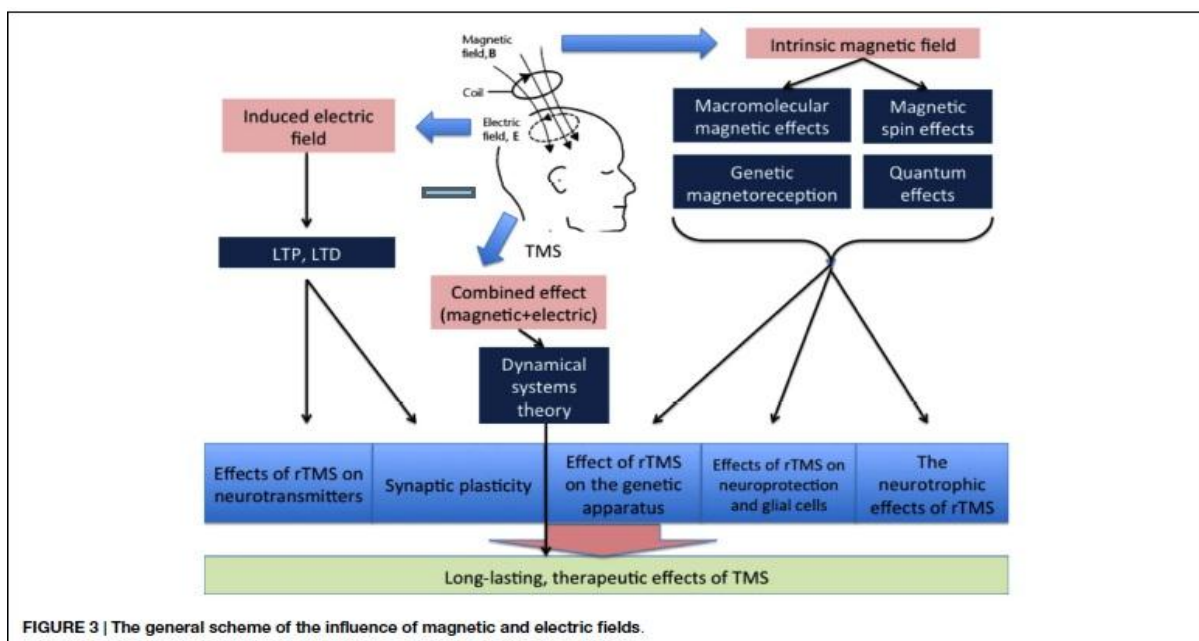 Magnetic
field, B
Coil
Electric
field, E
TMS
Intrinsic magnetic field
Macromolecular
magnetic effects
Magnetic
spin effects
Genetic
magnetoreception
Quantum
effects
Induced electric
field
LTP, LTD
Combined effect
(magnetic+electric)
Dynamical
systems
theory
Effects of rTMS on
neurotransmitters
Synaptic plasticity
Effect of rTMS
on the genetic
apparatus
Effects of rTMS on
neuroprotection
and glial cells
The
neurotrophic
effects of rTMS
Long-lasting, therapeutic effects of TMS
FIGURE 3 | The general scheme of the influence of magnetic and electric fields.